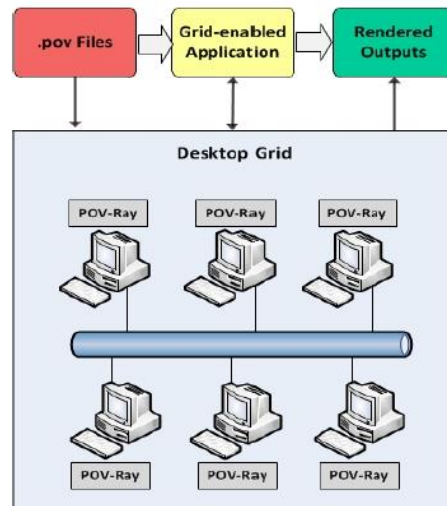 .pov Files
Grid-enabled
Application
Rendered
Outputs
Desktop Grid
POV-Ray
POV-Ray
POV-Ray
POV-Ray
POV-Ray
POV-Ray